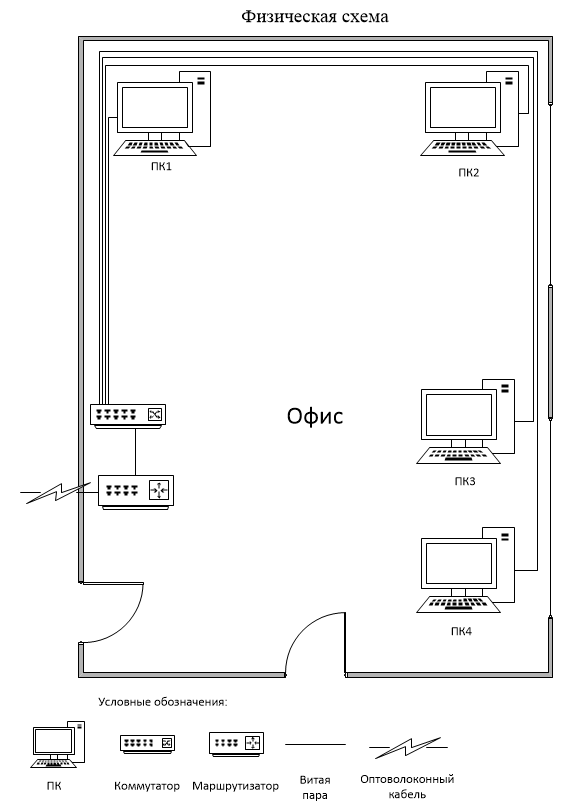 Физическая схема
ПК1
ПК2
Офис
ПК3
ПК4
Условные обозначения:
ПК
Коммутатор
Маршрутизатор
Витая
пара
Оптоволоконный
кабель